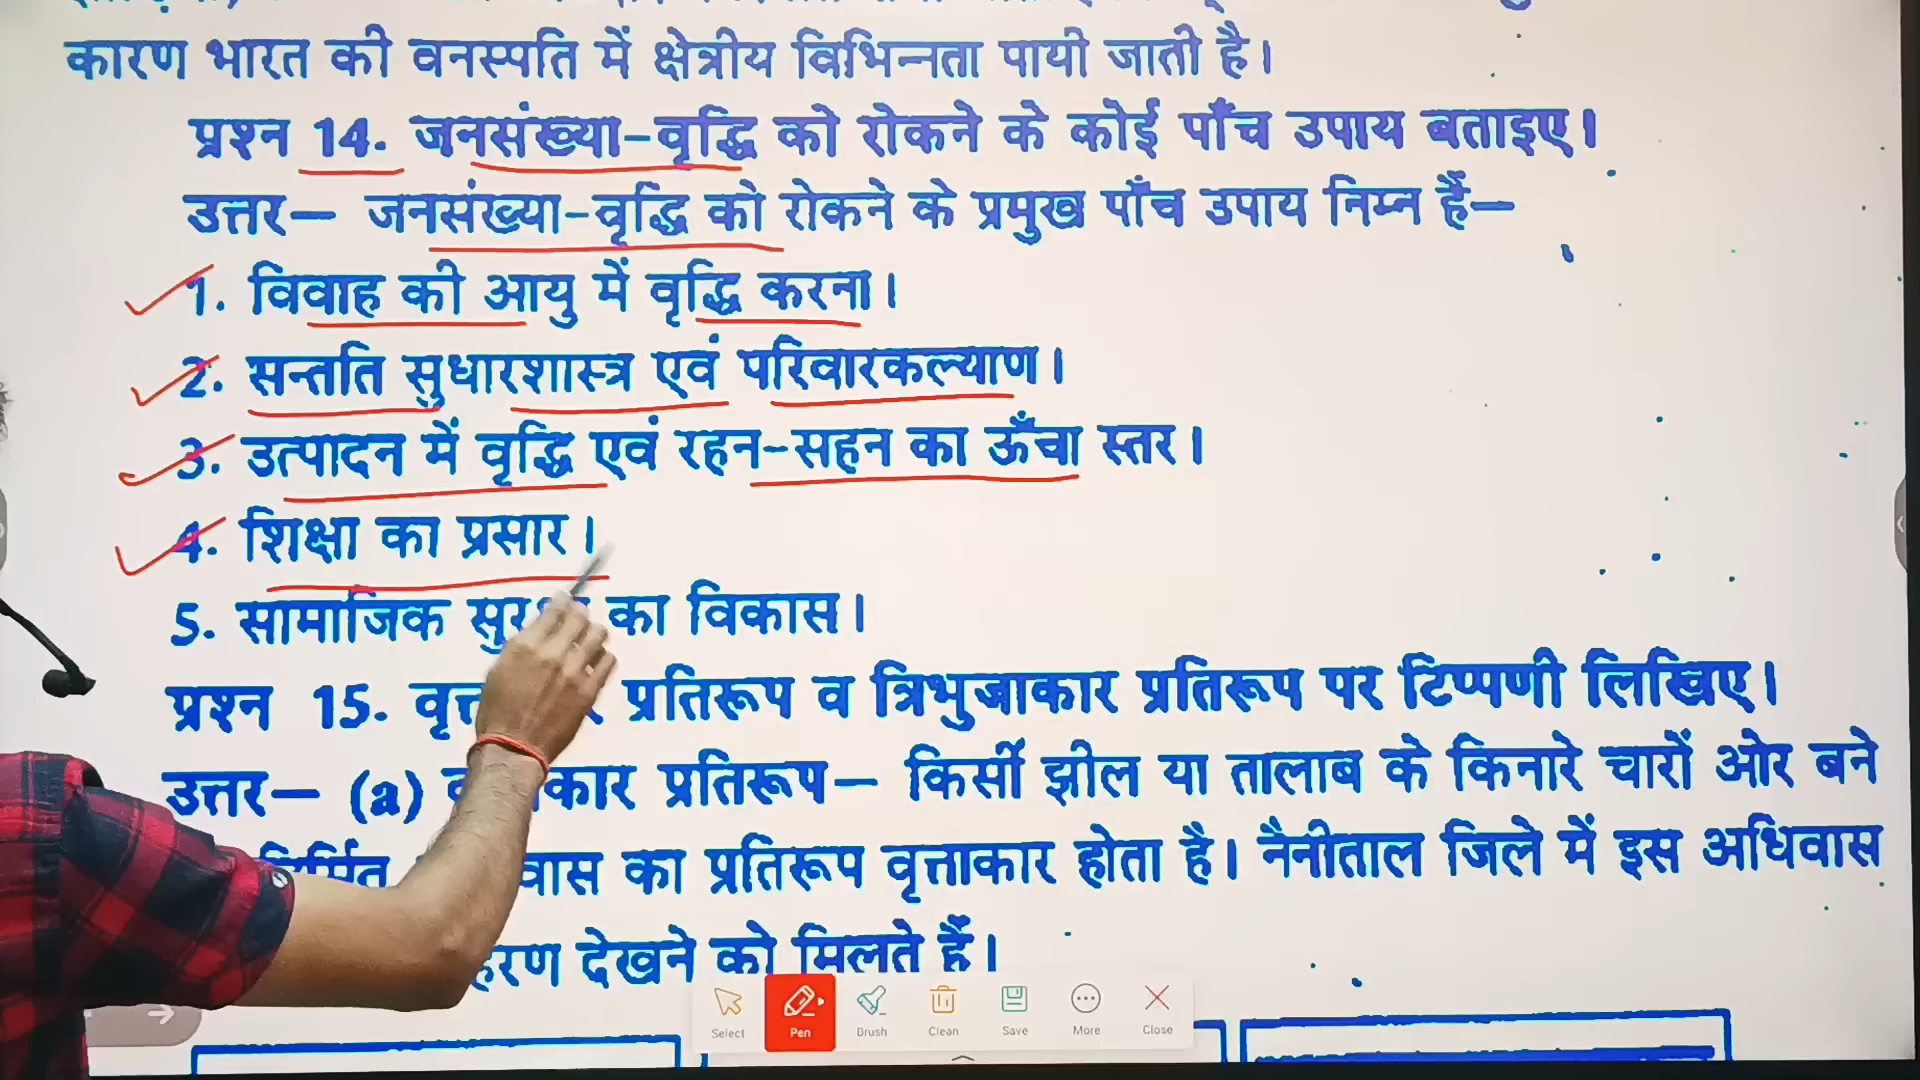 कारण भारत की वनस्पति में क्षेत्रीय विभिन्नता पायी जाती है।
प्रश्न 14. जनसंख्या-वृद्धि को रोकने के कोई पाँच उपाय बताइए।
उत्तर— जनसंख्या-वृद्धि को रोकने के प्रमुख पाँच उपाय निम्न हैं—
1. विवाह की आयु में वृद्धि करना।
2. सन्तति सुधारशास्त्र एवं परिवारकल्याण।
3. उत्पादन में वृद्धि एवं रहन-सहन का ऊँचा स्तर।
4. शिक्षा का प्रसार।
5. सामाजिक का विकास।
प्रश्न 15. प्रतिरूप व त्रिभुजाकार प्रतिरूप पर टिप्पणी लिखिए।
उत्तर— (a) प्रतिरूप— किसी झील या तालाब के किनारे चारों ओर बने
का प्रतिरूप वृत्ताकार होता है। नैनीताल जिले में इस अधिवास
देखने को मिलते हैं।
Select Pen Brush Clean Save More Close